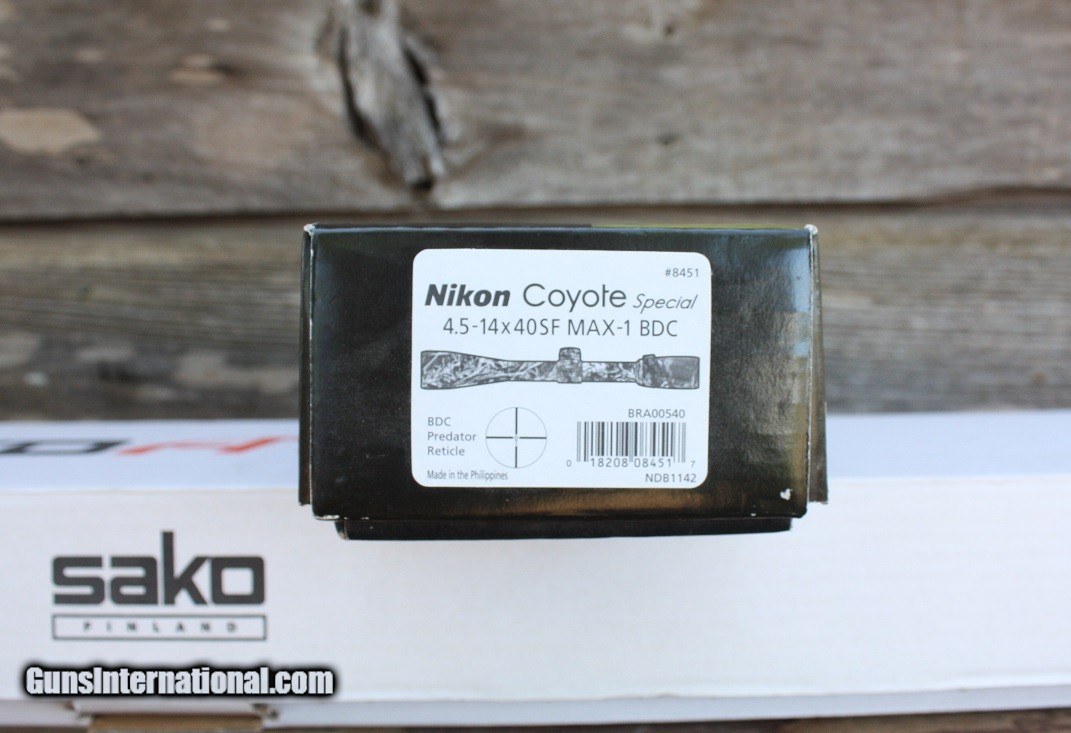 #8451
Nikon Coyote Special
4.5-14x40SF MAX-1 BDC
BDC
Predator
Reticle
Made in the Philippines
BRA00540
0 18208 08451 7
NDB1142
sako
FINLAND
GunsInternational.com